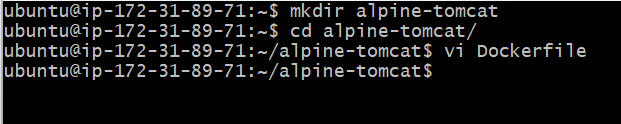 ubuntu@ip-172-31-89-71:~$ mkdir alpine-tomcat
ubuntu@ip-172-31-89-71:~$ cd alpine-tomcat/
ubuntu@ip-172-31-89-71:~/alpine-tomcat$ vi Dockerfile
ubuntu@ip-172-31-89-71:~/alpine-tomcat$